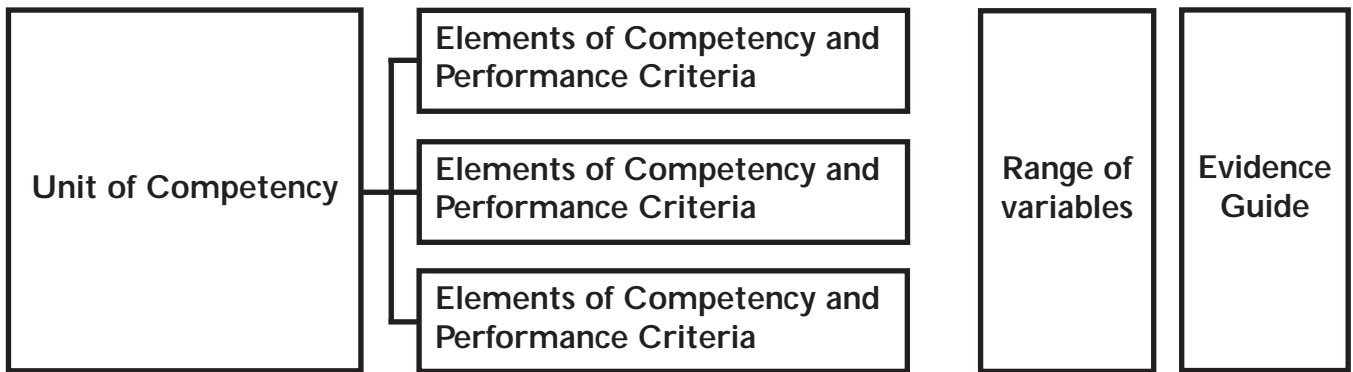 Unit of Competency
Elements of Competency and
Performance Criteria
Elements of Competency and
Performance Criteria
Elements of Competency and
Performance Criteria
Range of
variables
Evidence
Guide